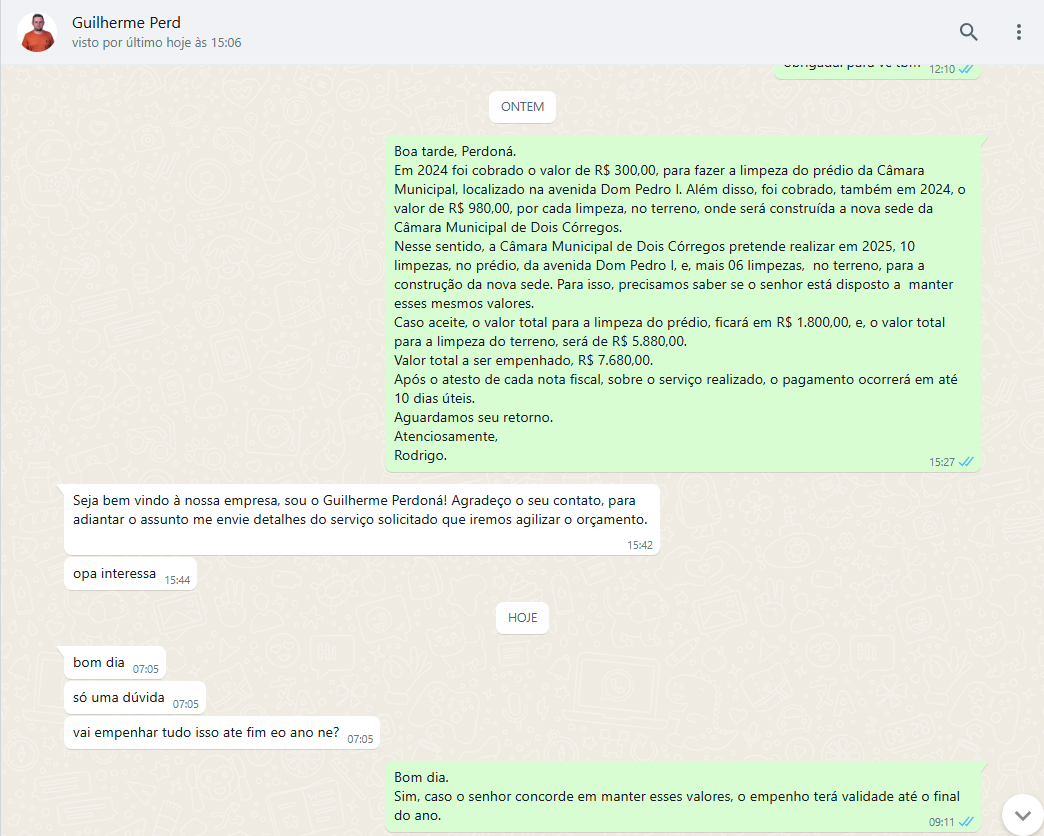 Guilherme Perd
visto por último hoje às 15:06
12:10
ONTEM
Boa tarde, Perdoná.
Em 2024 foi cobrado o valor de R$ 300,00, para fazer a limpeza do prédio da Câmara
Municipal, localizado na avenida Dom Pedro I. Além disso, foi cobrado, também em 2024, o
valor de R$ 980,00, por cada limpeza, no terreno, onde será construída a nova sede da
Câmara Municipal de Dois Córregos.
Nesse sentido, a Câmara Municipal de Dois Córregos pretende realizar em 2025, 10
limpezas, no prédio, da avenida Dom Pedro I, e, mais 06 limpezas, no terreno, para a
construção da nova sede. Para isso, precisamos saber se o senhor está disposto a manter
esses mesmos valores.
Caso aceite, o valor total para a limpeza do prédio, ficará em R$ 1.800,00, e, o valor total
para a limpeza do terreno, será de R$ 5.880,00.
Valor total a ser empenhado, R$ 7.680,00.
Após o atesto de cada nota fiscal, sobre o serviço realizado, o pagamento ocorrerá em até
10 dias úteis.
Aguardamos seu retorno.
Atenciosamente,
Rodrigo.
15:27
Seja bem vindo à nossa empresa, sou o Guilherme Perdoná! Agradeço o seu contato, para
adiantar o assunto me envie detalhes do serviço solicitado que iremos agilizar o orçamento.
15:42
opa interessa 15:44
HOJE
bom dia 07:05
só uma dúvida 07:05
vai empenhar tudo isso ate fim eo ano ne? 07:05
Bom dia.
Sim, caso o senhor concorde em manter esses valores, o empenho terá validade até o final
do ano.
09:11